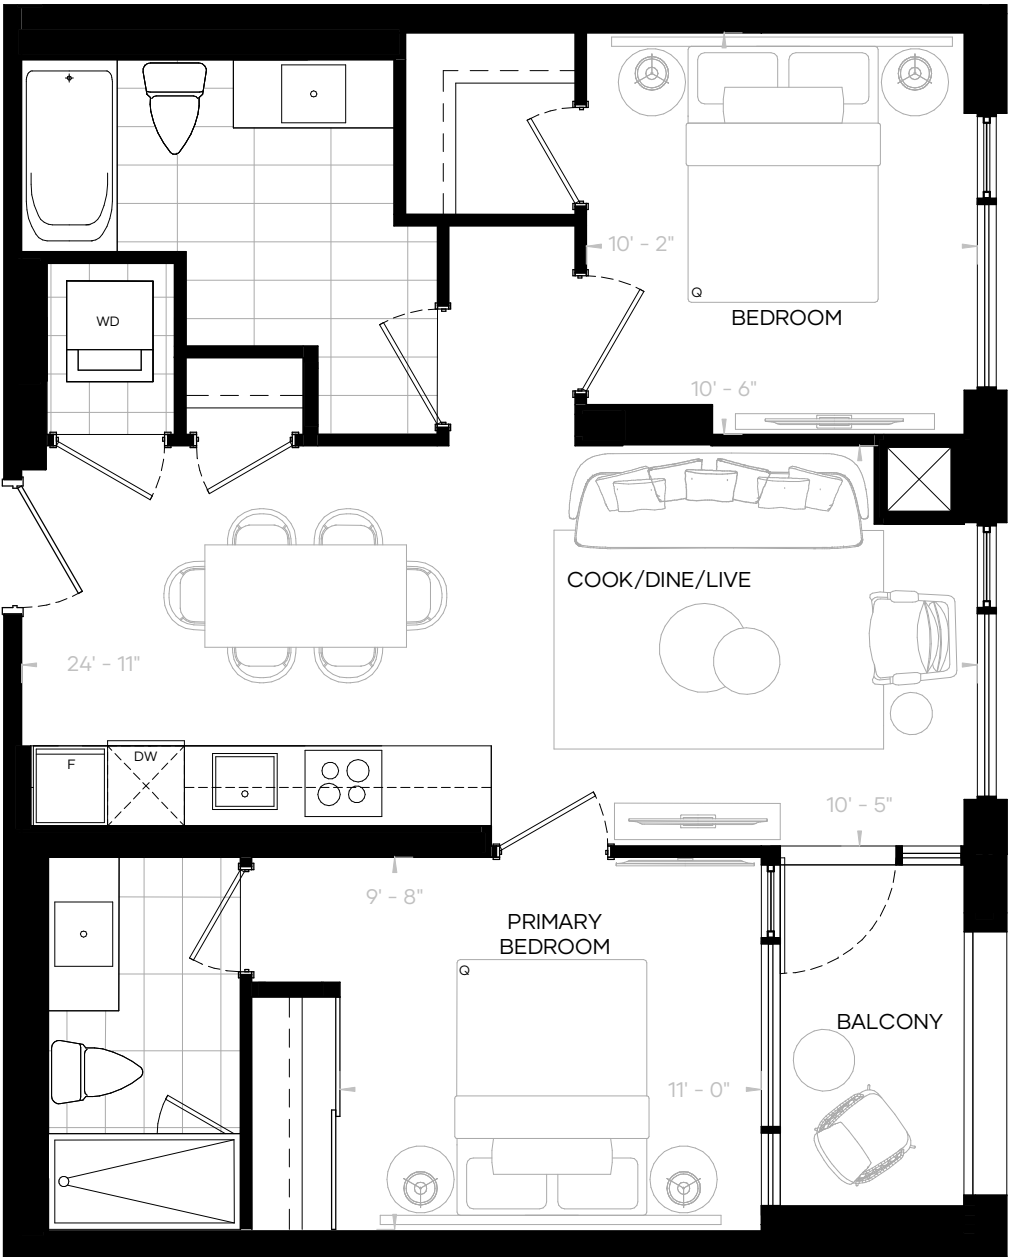 10' - 2"
Q
WD
BEDROOM
10' - 6"
COOK/DINE/LIVE
24' - 11"
F
DW
10' - 5"
9' - 8"
PRIMARY
BEDROOM
Q
BALCONY
11' - 0"